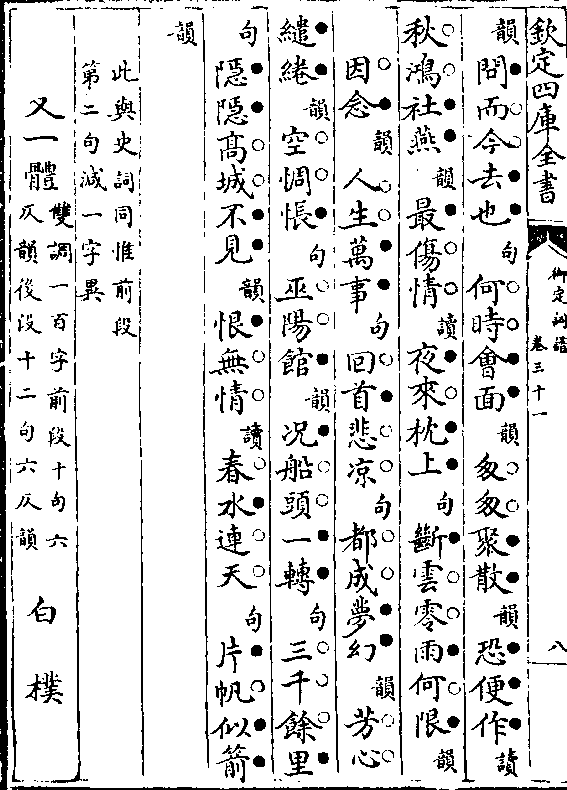 欽定四庫全書
御定詞譜
卷三十一
八
韻問而今去也句何時會面韻匆匆聚散韻恐便作讀
秋鴻社燕韻最傷情讀夜來枕上句斷雲零雨何限韻
因念韻人生萬事句回首悲涼句都成夢幻韻芳心
繾綣韻空惆悵句巫陽館韻况船頭一轉句三千餘里
句隱隱髙城不見韻恨無情讀春水連天句片帆似箭
韻
此與史詞同惟前段
第二句減一字異
又一體雙調一百字前段十句六
仄韻後段十二句六仄韻
白樸